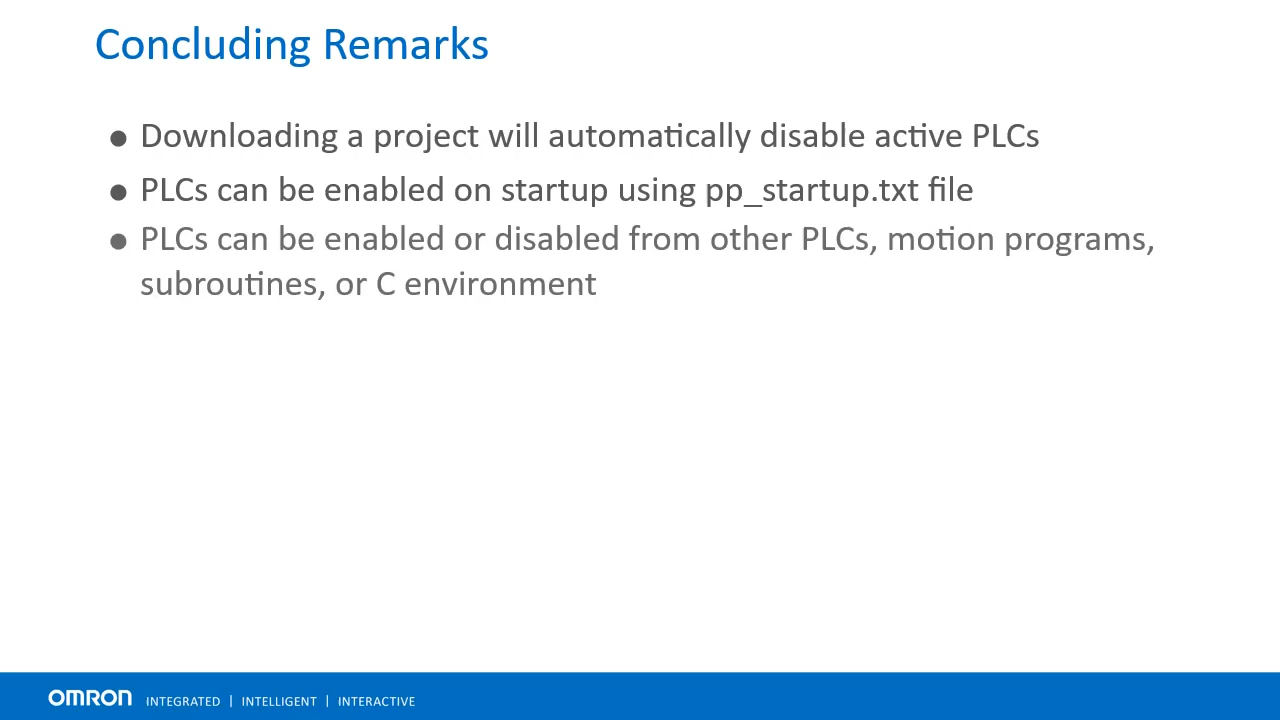 Concluding Remarks
● Downloading a project will automatically disable active PLCs
● PLCs can be enabled on startup using pp_startup.txt file
● PLCs can be enabled or disabled from other PLCs, motion programs,
subroutines, or C environment
OMRON INTEGRATED | INTELLIGENT | INTERACTIVE